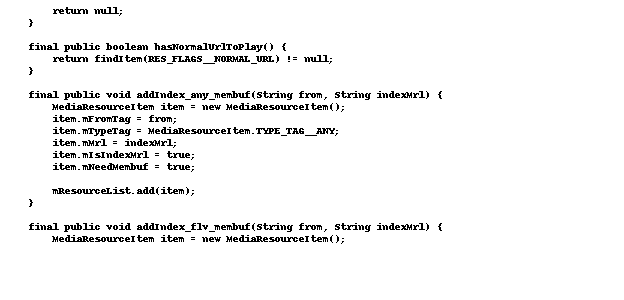 return null;
}
final public boolean hasNormalUrlToPlay() {
return findItem(RES_FLAGS__NORMAL_URL) != null;
}
final public void addIndex_any_membuf(String from, String indexMrl) {
MediaResourceItem item = new MediaResourceItem();
item.mFromTag = from;
item.mTypeTag = MediaResourceItem.TYPE_TAG__ANY;
item.mMrl = indexMrl;
item.mIsIndexMrl = true;
item.mNeedMembuf = true;
mResourceList.add(item);
}
final public void addIndex_flv_membuf(String from, String indexMrl) {
MediaResourceItem item = new MediaResourceItem();